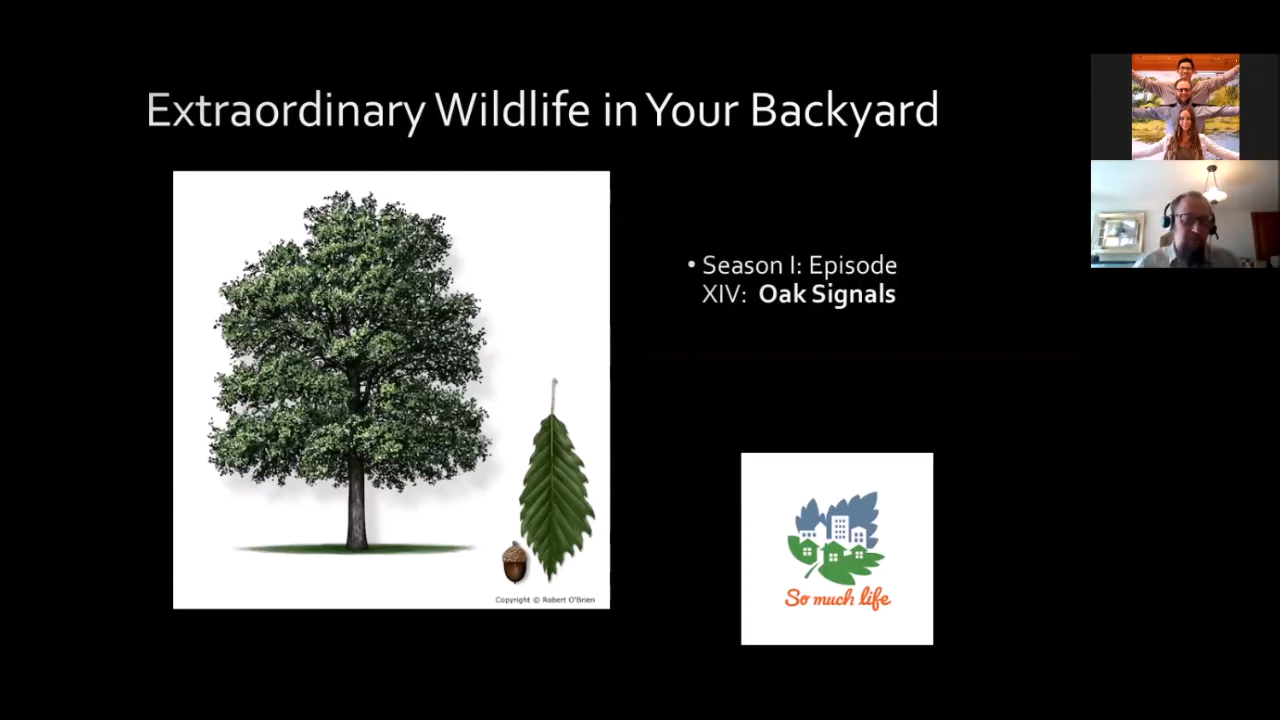 Extraordinary Wildlife in Your Backyard
• Season I: Episode
XIV: Oak Signals
Copyright © Robert O'Brien
So much life